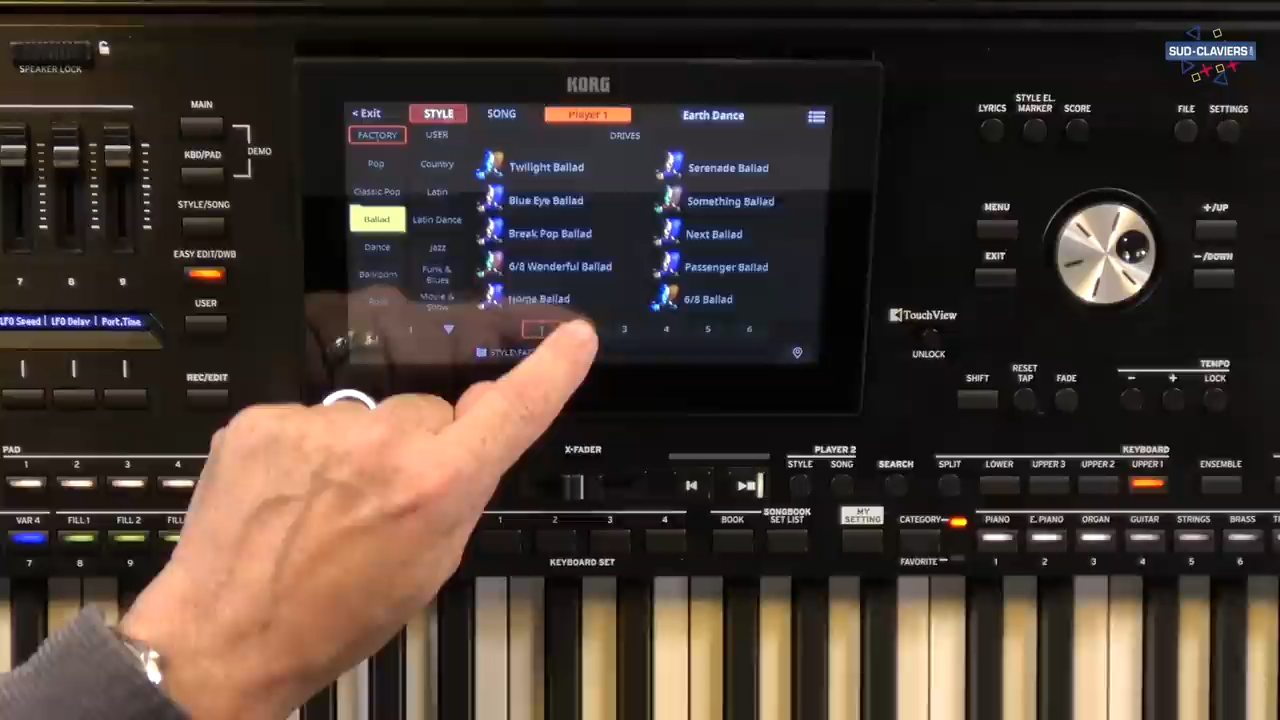 SUD-CLAVIERS
SPEAKER LOCK
KORG
MAIN
KBD/PAD
DEMO
STYLE/SONG
EASY EDIT/DWB
USER
REC/EDIT
7 8 9
LFO Speed | LFO Delay | Port.Time
< Exit STYLE SONG Player 1 Earth Dance
FACTORY USER DRIVES
Pop Country Twilight Ballad Serenade Ballad
Classic Pop Latin Blue Eye Ballad Something Ballad
Ballad Latin Dance Break Pop Ballad Next Ballad
Dance Jazz 6/8 Wonderful Ballad Passenger Ballad
Ballroom Funk & Blues Home Ballad 6/8 Ballad
Movie & Show
1 3 4 5 6
LYRICS STYLE EL. MARKER SCORE FILE SETTINGS
MENU +/UP
EXIT −/DOWN
TouchView
UNLOCK
SHIFT RESET TAP FADE TEMPO
− + LOCK
PAD
1 2 3 4
VAR 4 FILL 1 FILL 2
7 8 9
X-FADER
PLAYER 2
STYLE SONG SEARCH
KEYBOARD
SPLIT LOWER UPPER 3 UPPER 2 UPPER 1 ENSEMBLE
1 2 3 4
BOOK SONGBOOK SET LIST MY SETTING
KEYBOARD SET
CATEGORY PIANO E. PIANO ORGAN GUITAR STRINGS BRASS
FAVORITE 1 2 3 4 5 6